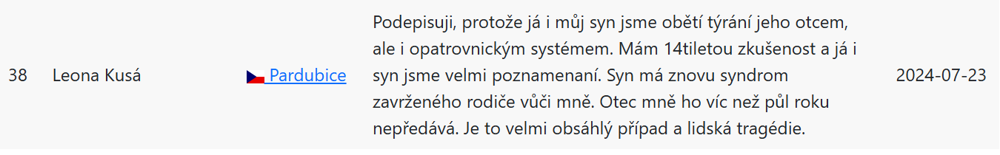 Podepisuji, protože já i můj syn jsme obětí týrání jeho otcem,
ale i opatrovnickým systémem. Mám 14tiletou zkušenost a já i
38 Leona Kusá Pardubice syn jsme velmi poznamenaní. Syn má znovu syndrom 2024-07-23
zavrženého rodiče vůči mně. Otec mně ho víc než půl roku
nepředává. Je to velmi obsáhlý případ a lidská tragédie.